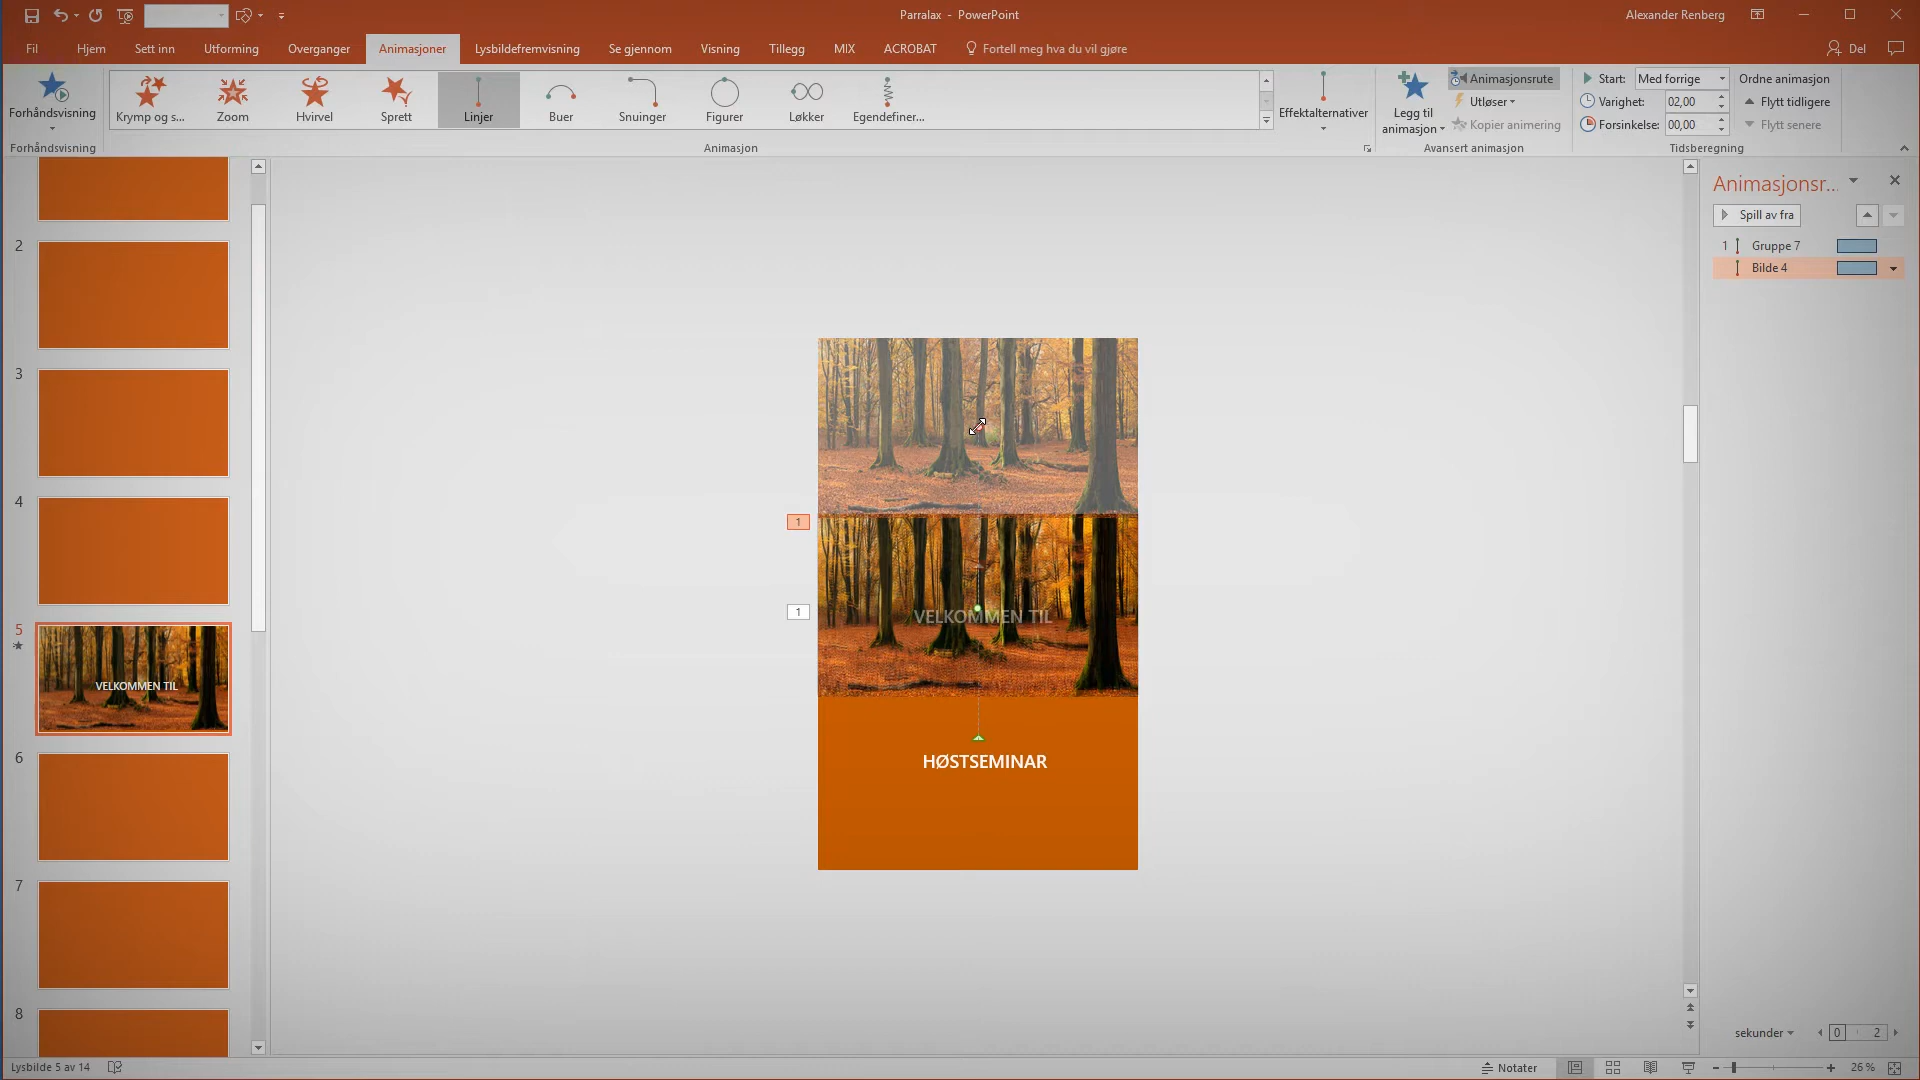 Parralax - PowerPoint
Alexander Renberg
Fil
Hjem
Sett inn
Utforming
Overganger
Animasjoner
Lysbildefremvisning
Se gjennom
Visning
Tillegg
MIX
ACROBAT
Fortell meg hva du vil gjøre
Del
Forhåndsvisning
Krymp og s...
Zoom
Hvirvel
Sprett
Linjer
Buer
Snuinger
Figurer
Løkker
Egendefiner...
Effektalternativer
Legg til
animasjon
Animasjonsrute
Utløser
Kopier animering
Start:
Med forrige
Varighet:
02,00
Forsinkelse:
00,00
Ordne animasjon
Flytt tidligere
Flytt senere
Forhåndsvisning
Animasjon
Avansert animasjon
Tidsberegning
2
3
4
5
VELKOMMEN TIL
6
7
8
1
1
VELKOMMEN TIL
HØSTSEMINAR
Animasjonsr...
Spill av fra
1 Gruppe 7
Bilde 4
sekunder
0
2
Lysbilde 5 av 14
Notater
26 %